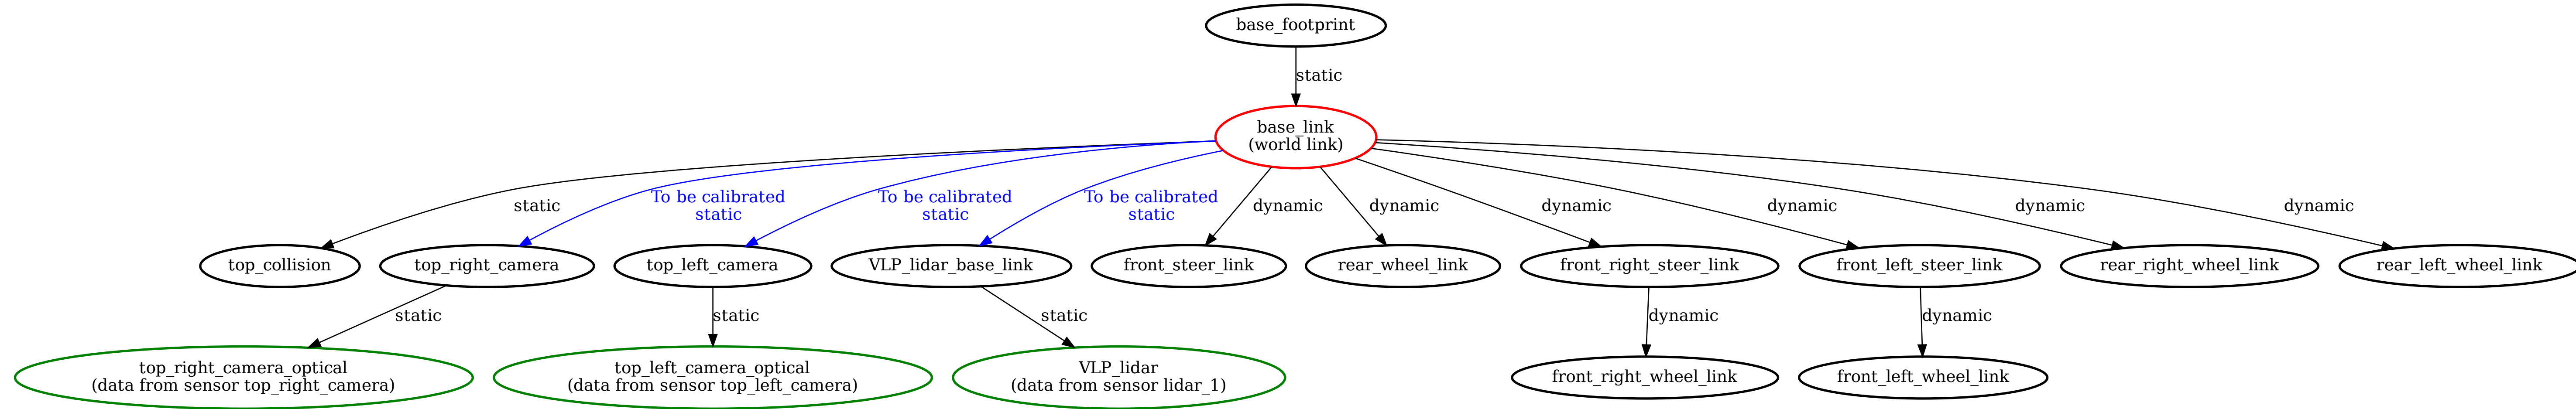 base_footprint
static
base_link
(world link)
static
To be calibrated
static
To be calibrated
static
To be calibrated
static
dynamic
dynamic
dynamic
dynamic
dynamic
dynamic
top_collision
top_right_camera
top_left_camera
VLP_lidar_base_link
front_steer_link
rear_wheel_link
front_right_steer_link
front_left_steer_link
rear_right_wheel_link
rear_left_wheel_link
static
static
static
dynamic
dynamic
top_right_camera_optical
(data from sensor top_right_camera)
top_left_camera_optical
(data from sensor top_left_camera)
VLP_lidar
(data from sensor lidar_1)
front_right_wheel_link
front_left_wheel_link